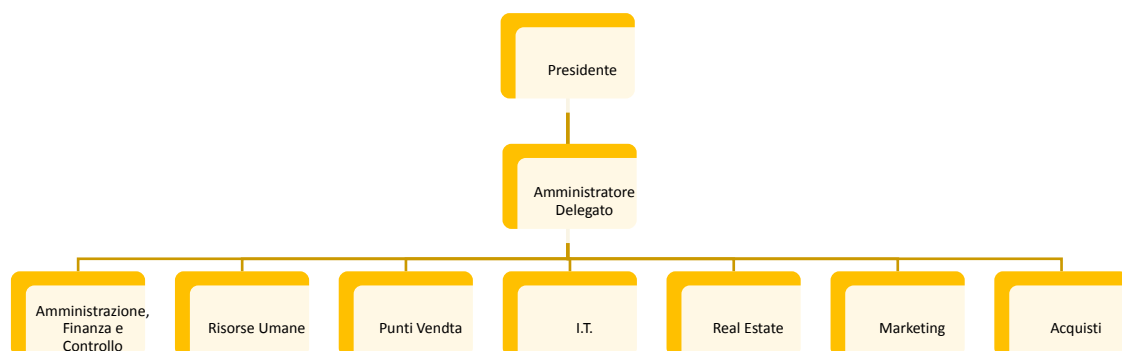 Presidente
Amministratore
Delegato
Amministrazione,
Finanza e
Controllo
Risorse Umane
Punti Vendta
I.T.
Real Estate
Marketing
Acquisti